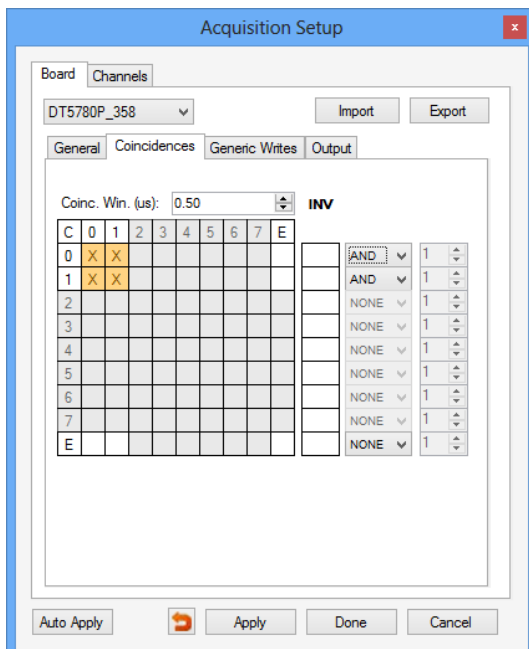 Acquisition Setup x
Board Channels
DT5780P_358 Import Export
General Coincidences Generic Writes Output
Coinc. Win. (us): 0.50 INV
C 0 1 2 3 4 5 6 7 E
0 X X AND 1
1 X X AND 1
2 NONE 1
3 NONE 1
4 NONE 1
5 NONE 1
6 NONE 1
7 NONE 1
E NONE 1
Auto Apply Apply Done Cancel